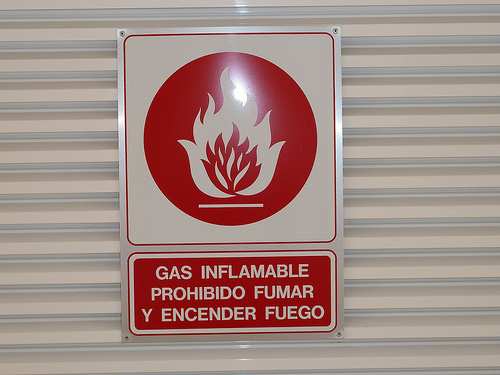 GAS INFLAMABLE
PROHIBIDO FUMAR
Y ENCENDER FUEGO